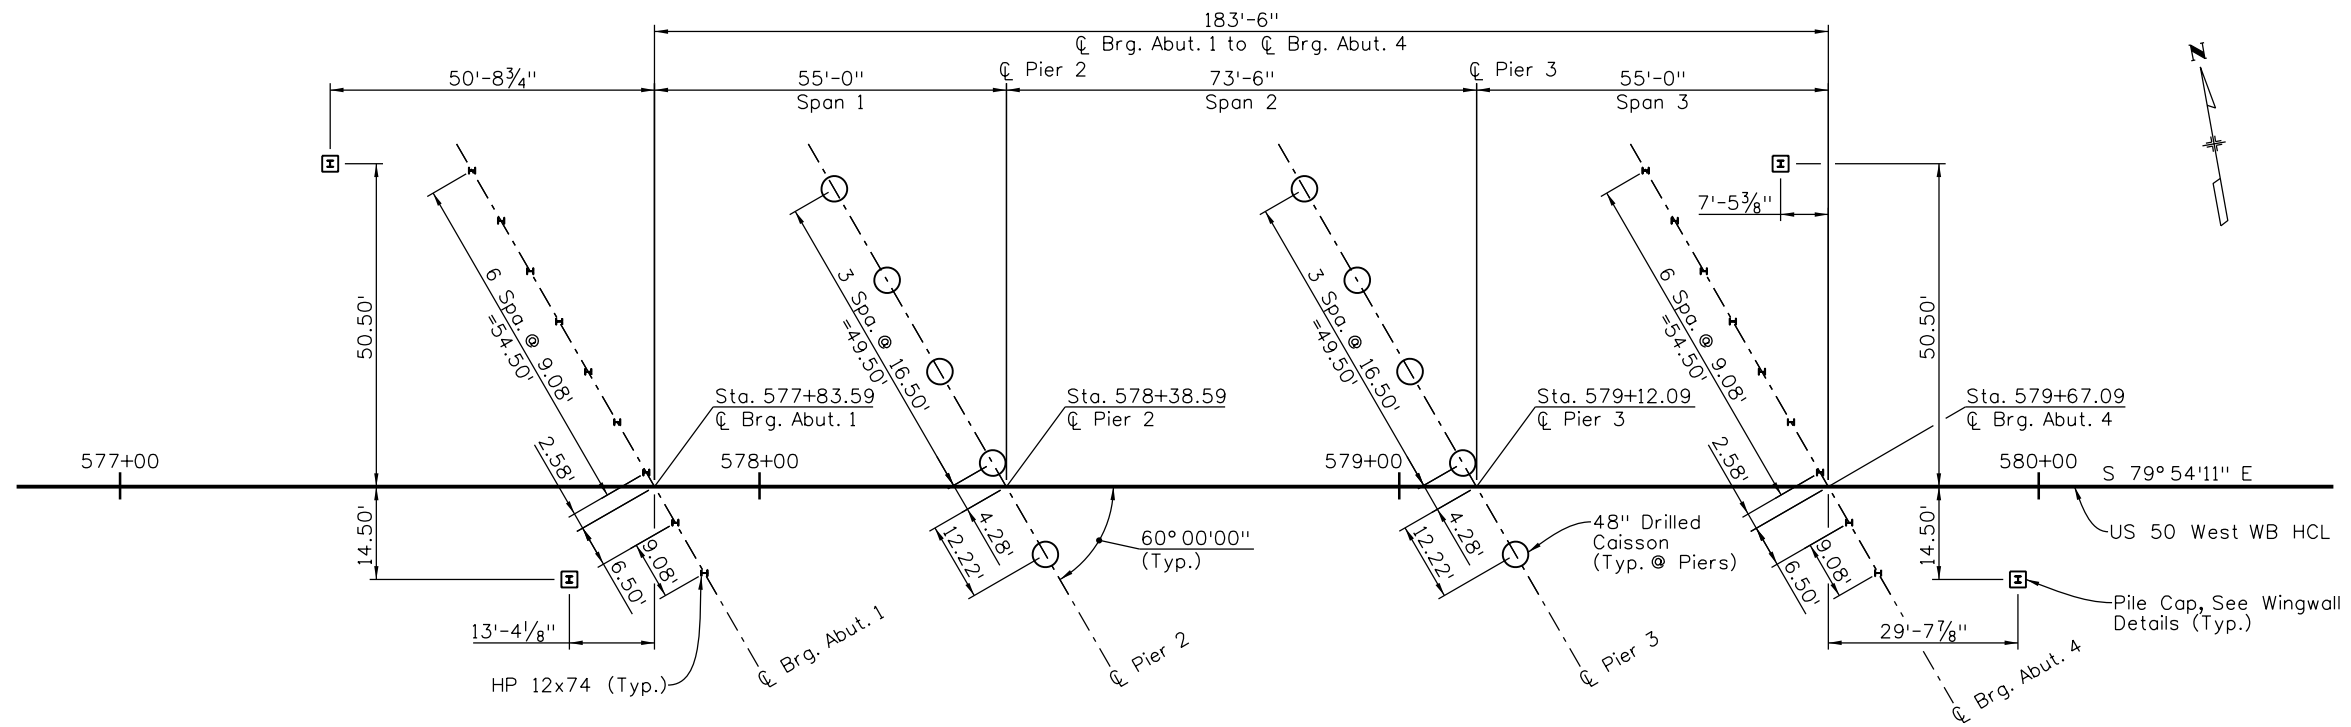 183'-6"
℄ Brg. Abut. 1 to ℄ Brg. Abut. 4
N
50'-8¾"
55'-0"
Span 1
℄ Pier 2
73'-6"
Span 2
℄ Pier 3
55'-0"
Span 3
7'-5⅜"
50.50'
6 Spa. @ 9.08'
=54.50'
3 Spa. @ 16.50'
=49.50'
3 Spa. @ 16.50'
=49.50'
6 Spa. @ 9.08'
=54.50'
50.50'
Sta. 577+83.59
℄ Brg. Abut. 1
Sta. 578+38.59
℄ Pier 2
Sta. 579+12.09
℄ Pier 3
Sta. 579+67.09
℄ Brg. Abut. 4
577+00
578+00
579+00
580+00
S 79°54'11" E
2.58'
6.50'
9.08'
14.50'
4.28'
12.22'
60°00'00"
(Typ.)
4.28'
12.22'
48" Drilled
Caisson
(Typ. @ Piers)
2.58'
6.50'
9.08'
14.50'
US 50 West WB HCL
Pile Cap, See Wingwall
Details (Typ.)
13'-4⅛"
29'-7⅞"
HP 12x74 (Typ.)
℄ Brg. Abut. 1
℄ Pier 2
℄ Pier 3
℄ Brg. Abut. 4